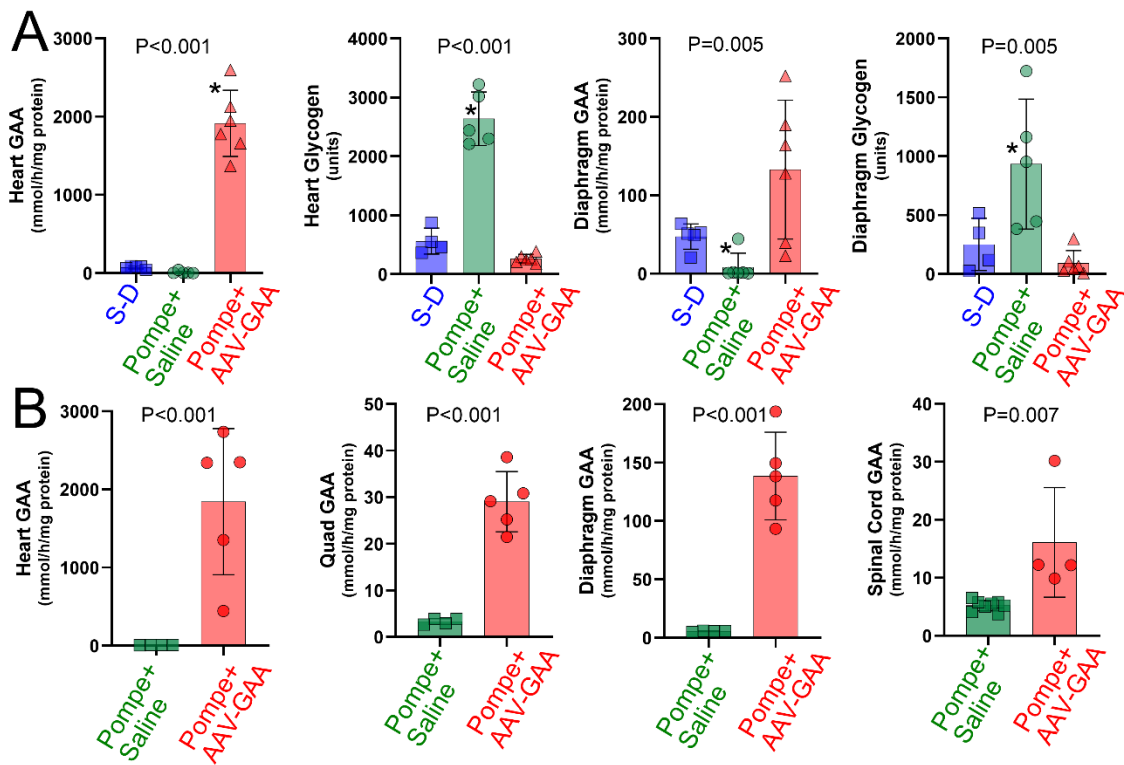 A
P<0.001
Heart GAA
(mmol/h/mg protein)
3000
2000
1000
0
S-D
Pompe+
Saline
Pompe+
AAV-GAA
*
P<0.001
Heart Glycogen
(units)
4000
3000
2000
1000
0
S-D
Pompe+
Saline
Pompe+
AAV-GAA
*
P=0.005
Diaphragm GAA
(mmol/h/mg protein)
300
200
100
0
S-D
Pompe+
Saline
Pompe+
AAV-GAA
*
P=0.005
Diaphragm Glycogen
(units)
2000
1500
1000
500
0
S-D
Pompe+
Saline
Pompe+
AAV-GAA
*
B
P<0.001
Heart GAA
(mmol/h/mg protein)
3000
2000
1000
0
Pompe+
Saline
Pompe+
AAV-GAA
P<0.001
Quad GAA
(mmol/h/mg protein)
50
40
30
20
10
0
Pompe+
Saline
Pompe+
AAV-GAA
P<0.001
Diaphragm GAA
(mmol/h/mg protein)
200
150
100
50
0
Pompe+
Saline
Pompe+
AAV-GAA
P=0.007
Spinal Cord GAA
(mmol/h/mg protein)
40
30
20
10
0
Pompe+
Saline
Pompe+
AAV-GAA